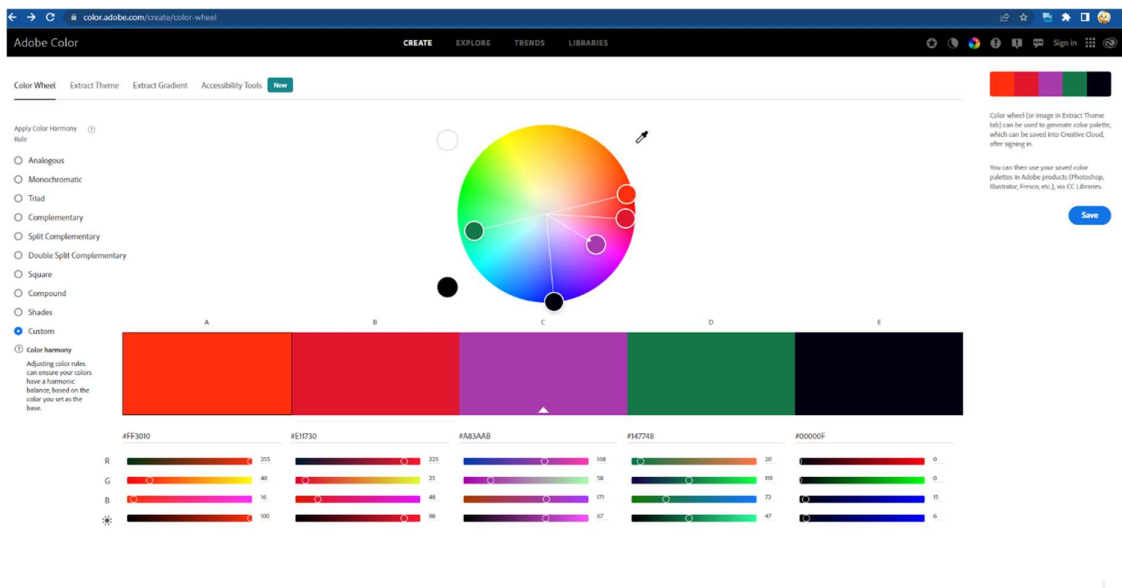 color.adobe.com/create/color-wheel
Adobe Color CREATE EXPLORE TRENDS LIBRARIES Sign in
Color Wheel Extract Theme Extract Gradient Accessibility Tools New
Apply Color Harmony
Rule
Analogous
Monochromatic
Triad
Complementary
Split Complementary
Double Split Complementary
Square
Compound
Shades
Custom
Color harmony
Adjusting color rules
can ensure your colors
have a harmonic
balance, based on the
color you set as the
base.
Color wheel (or image in Extract Theme
tab) can be used to generate color palette,
which can be saved into Creative Cloud,
after signing in.
You can then use your saved color
palettes in Adobe products (Photoshop,
Illustrator, Fresco, etc.), via CC Libraries.
Save
A B C D E
#FF3010 #E11730 #A83AAB #147748 #00000F
R 255 225 168 20 0
G 48 23 58 119 0
B 16 48 171 72 15
100 88 67 47 6